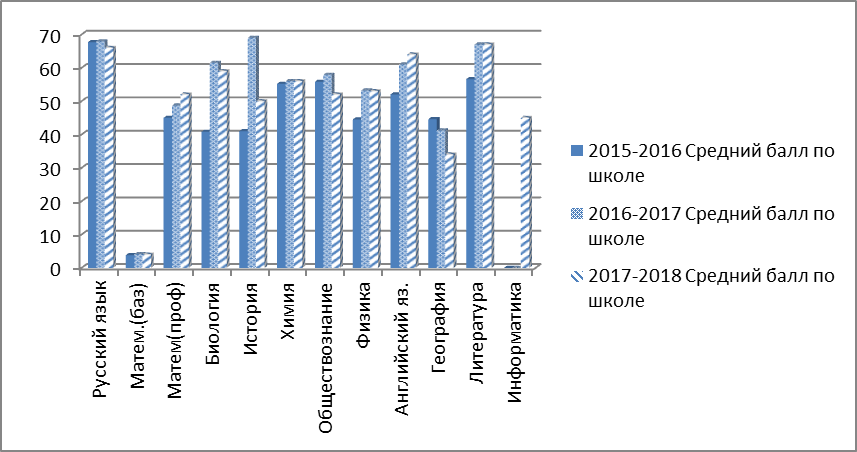 70
60
50
40
30
20
10
0
Русский язык
Матем.(баз)
Матем(проф)
Биология
История
Химия
Обществознание
Физика
Английский яз.
География
Литература
Информатика
2015-2016 Средний балл по
школе
2016-2017 Средний балл по
школе
2017-2018 Средний балл по
школе